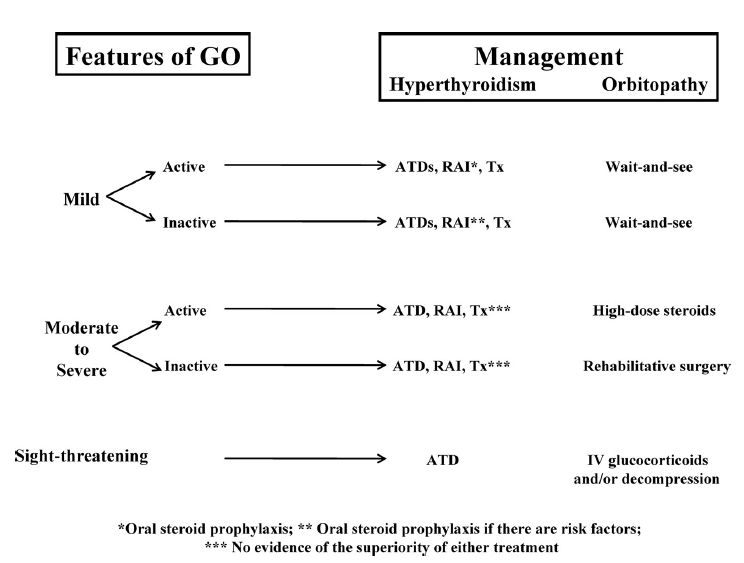 Features of GO
Management
Hyperthyroidism Orbitopathy
Active ATDs, RAI*, Tx Wait-and-see
Mild
Inactive ATDs, RAI**, Tx Wait-and-see
Active ATD, RAI, Tx*** High-dose steroids
Moderate
to
Severe
Inactive ATD, RAI, Tx*** Rehabilitative surgery
Sight-threatening ATD IV glucocorticoids
and/or decompression
*Oral steroid prophylaxis; ** Oral steroid prophylaxis if there are risk factors;
*** No evidence of the superiority of either treatment